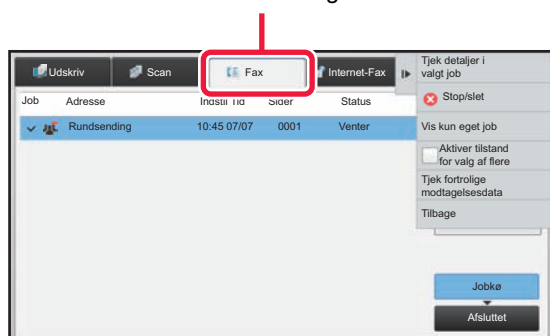 Udskriv
Scan
Fax
Internet-Fax
Job Adresse Indstil Tid Sider Status
Rundsending 10:45 07/07 0001 Venter
Tjek detaljer i
valgt job
Stop/slet
Vis kun eget job
Aktiver tilstand
for valg af flere
Tjek fortrolige
modtagelsesdata
Tilbage
Jobkø
Afsluttet